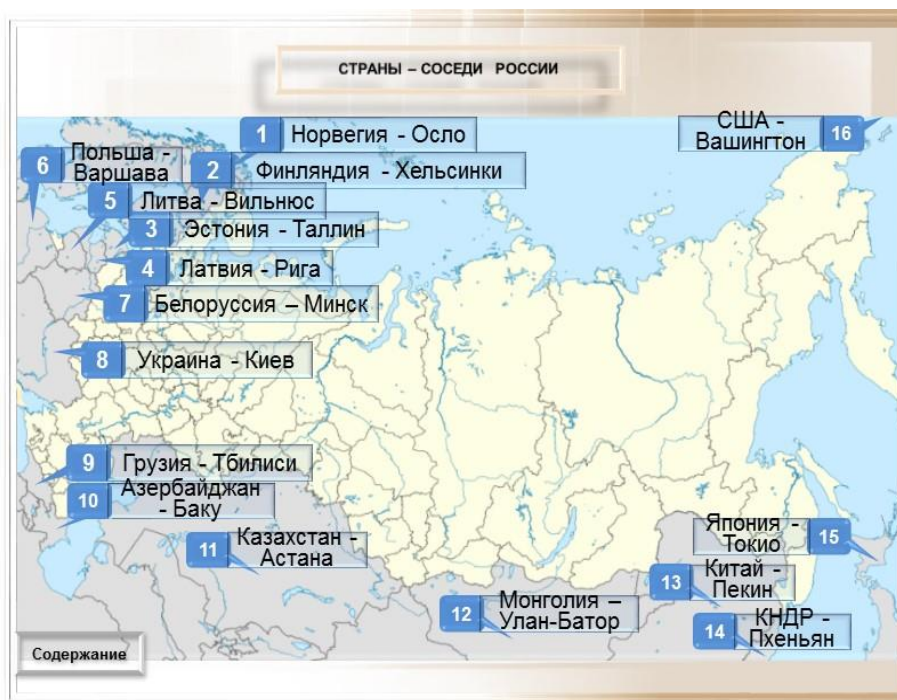 СТРАНЫ – СОСЕДИ РОССИИ
1 Норвегия - Осло
США -
Вашингтон 16
6 Польша -
Варшава
2 Финляндия - Хельсинки
5 Литва - Вильнюс
3 Эстония - Таллин
4 Латвия - Рига
7 Белоруссия – Минск
8 Украина - Киев
9 Грузия - Тбилиси
10 Азербайджан
- Баку
11 Казахстан -
Астана
Япония -
Токио 15
13 Китай -
Пекин
12 Монголия –
Улан-Батор
14 КНДР -
Пхеньян
Содержание